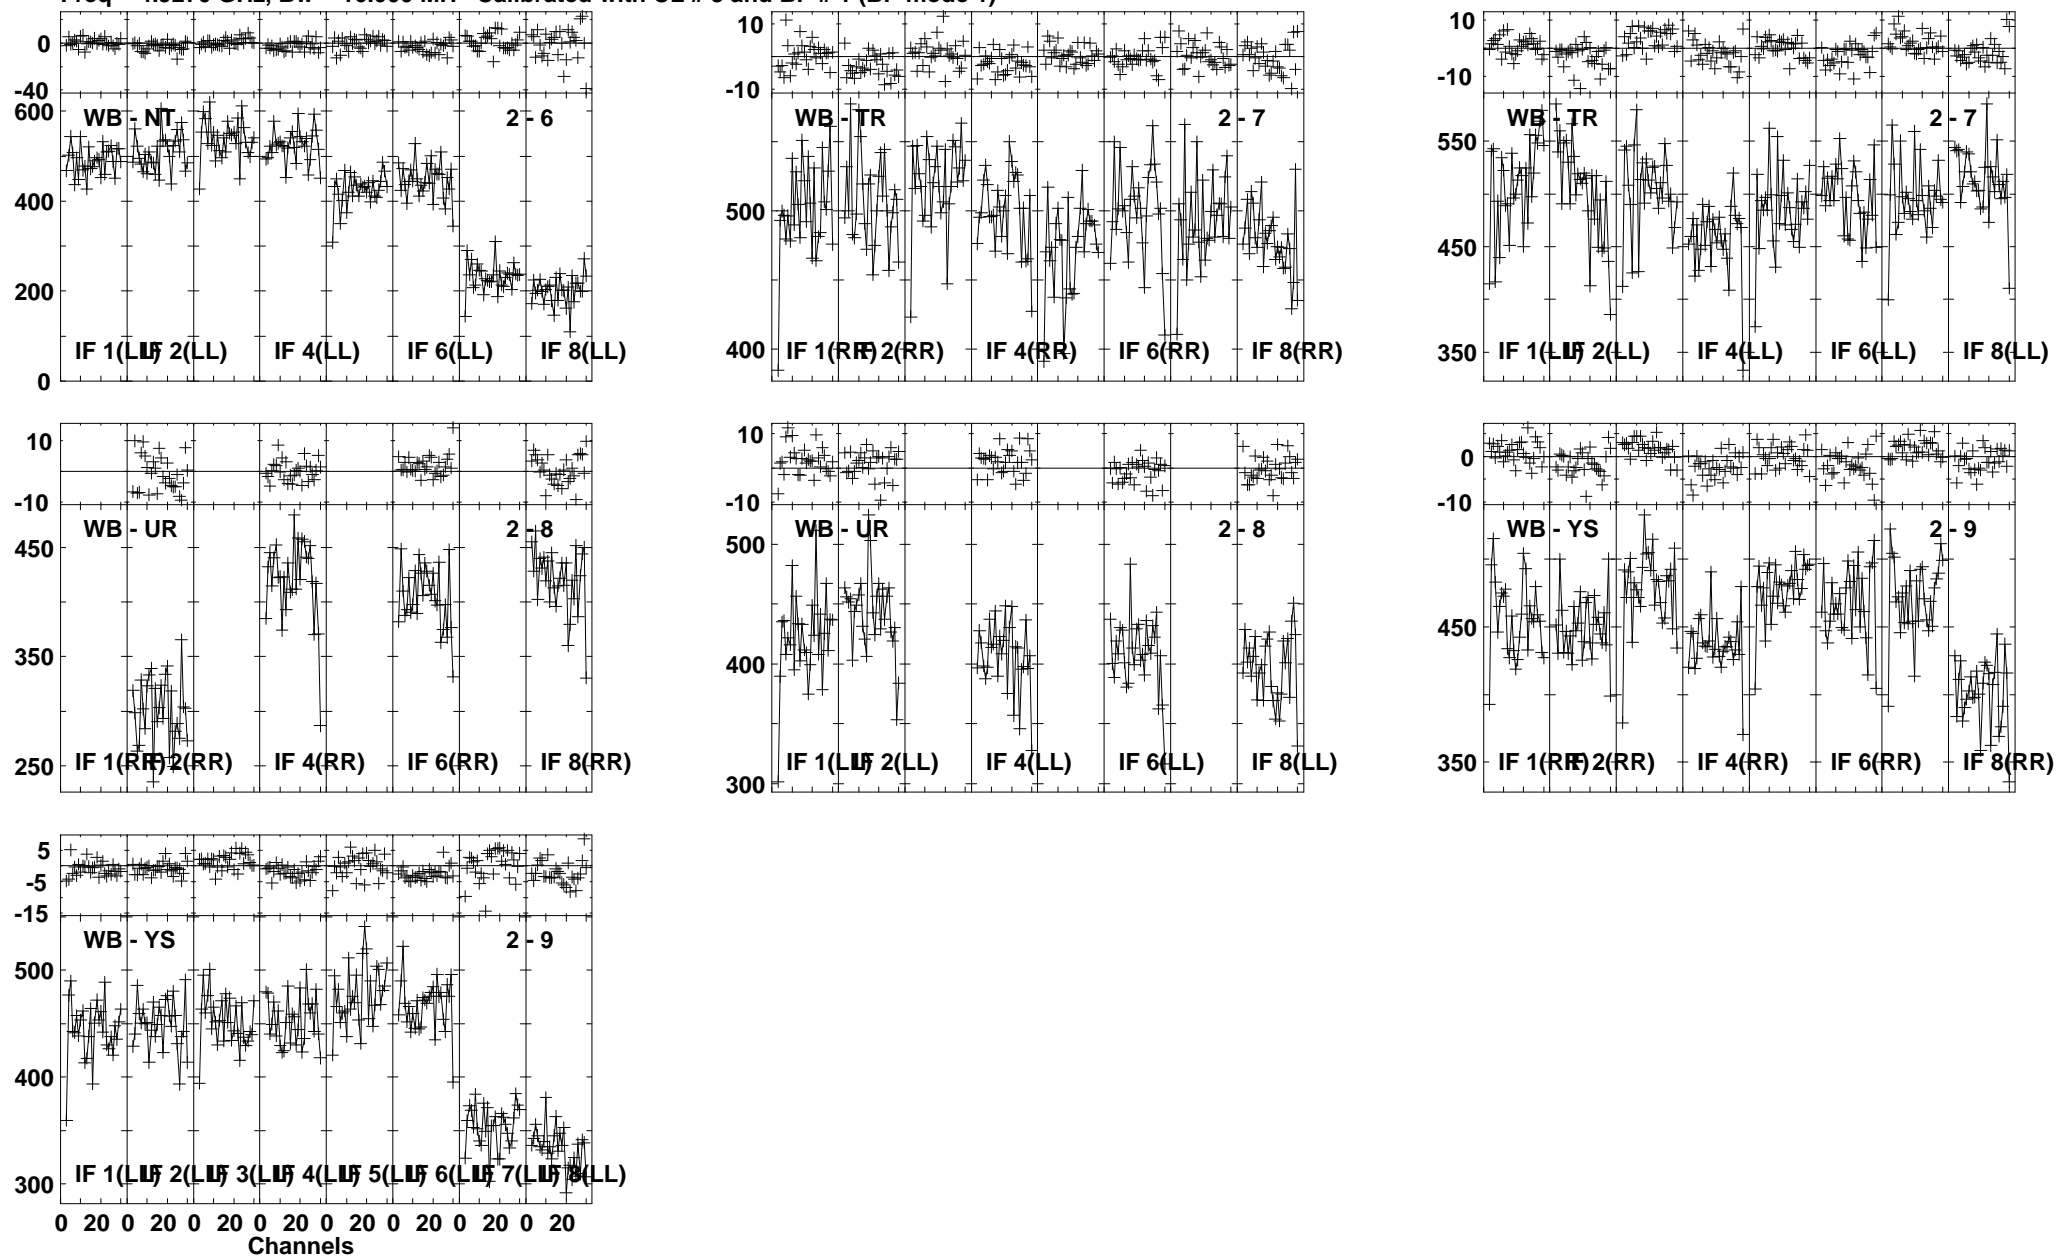 0
-40
600
400
200
0
WB - NT 2 - 6
IF 1(LL) IF 2(LL) IF 4(LL) IF 6(LL) IF 8(LL)
10
-10
500
400
WB - TR 2 - 7
IF 1(RR) IF 2(RR) IF 4(RR) IF 6(RR) IF 8(RR)
10
-10
550
450
350
WB - TR 2 - 7
IF 1(LL) IF 2(LL) IF 4(LL) IF 6(LL) IF 8(LL)
10
-10
450
350
250
WB - UR 2 - 8
IF 1(RR) IF 2(RR) IF 4(RR) IF 6(RR) IF 8(RR)
10
-10
500
400
300
WB - UR 2 - 8
IF 1(LL) IF 2(LL) IF 4(LL) IF 6(LL) IF 8(LL)
0
-10
450
350
WB - YS 2 - 9
IF 1(RR) IF 2(RR) IF 4(RR) IF 6(RR) IF 8(RR)
5
-5
-15
500
400
300
WB - YS 2 - 9
IF 1(LL) IF 2(LL) IF 3(LL) IF 4(LL) IF 5(LL) IF 6(LL) IF 7(LL) IF 8(LL)
0 20 0 20 0 20 0 20 0 20 0 20 0 20 0 20
Channels